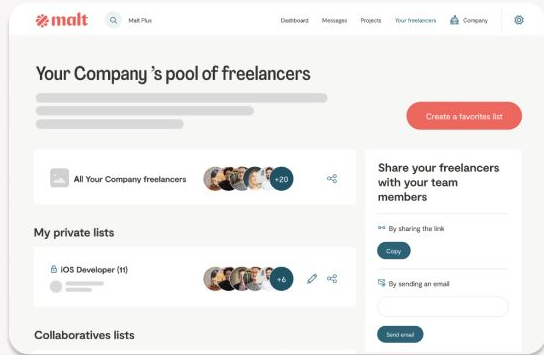 malt
Malt Plus
Dashboard
Messages
Projects
Your freelancers
Company
Your Company 's pool of freelancers
Create a favorites list
All Your Company freelancers
+20
Share your freelancers
with your team
members
By sharing the link
Copy
My private lists
iOS Developer (11)
+6
By sending an email
Send email
Collaboratives lists